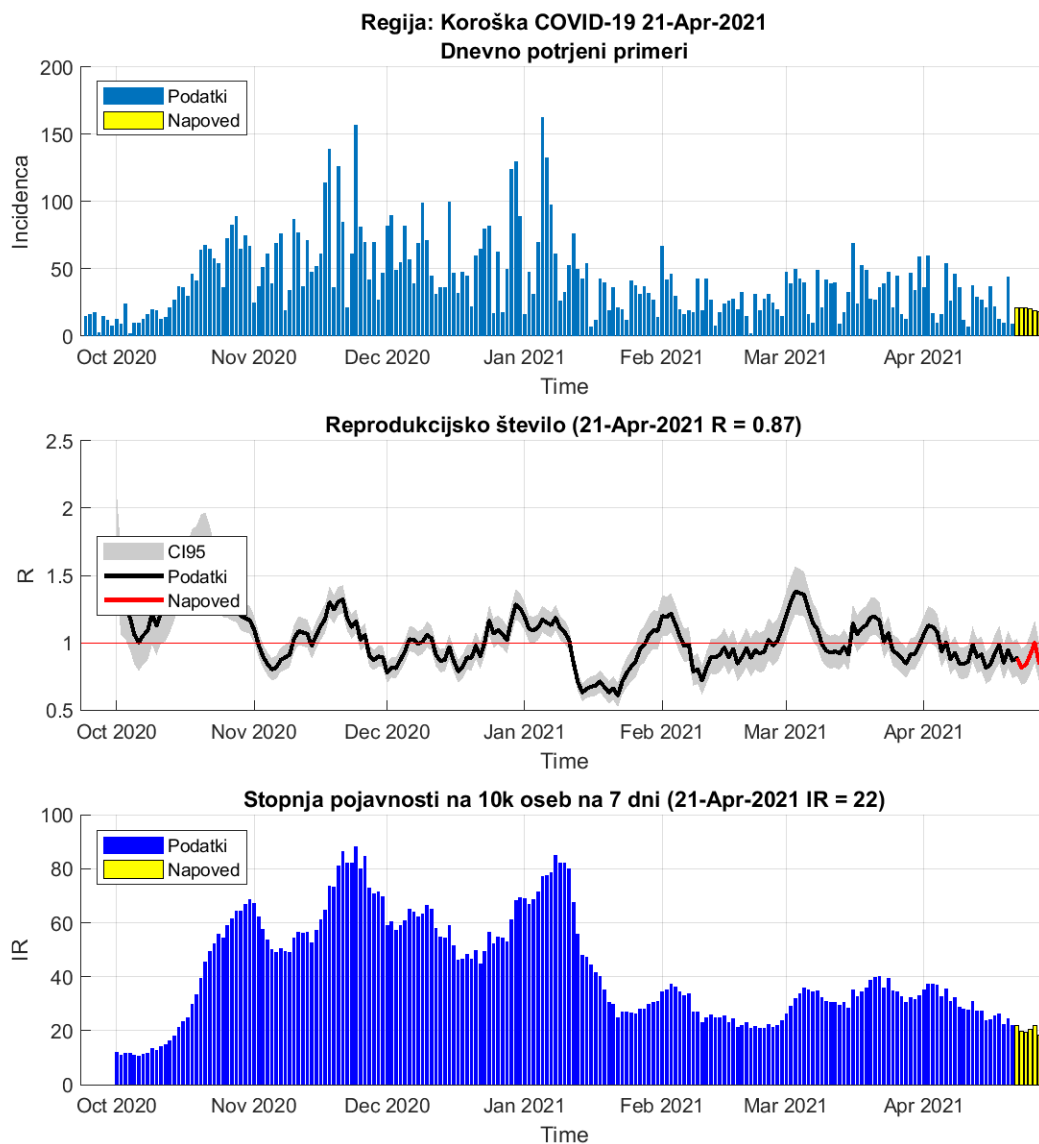 Regija: Koroška COVID-19 21-Apr-2021
Dnevno potrjeni primeri
200
150
100
50
0
Incidenca
Podatki
Napoved
Oct 2020 Nov 2020 Dec 2020 Jan 2021 Feb 2021 Mar 2021 Apr 2021
Time
Reprodukcijsko število (21-Apr-2021 R = 0.87)
2.5
2
1.5
1
0.5
R
CI95
Podatki
Napoved
Oct 2020 Nov 2020 Dec 2020 Jan 2021 Feb 2021 Mar 2021 Apr 2021
Time
Stopnja pojavnosti na 10k oseb na 7 dni (21-Apr-2021 IR = 22)
100
80
60
40
20
0
IR
Podatki
Napoved
Oct 2020 Nov 2020 Dec 2020 Jan 2021 Feb 2021 Mar 2021 Apr 2021
Time